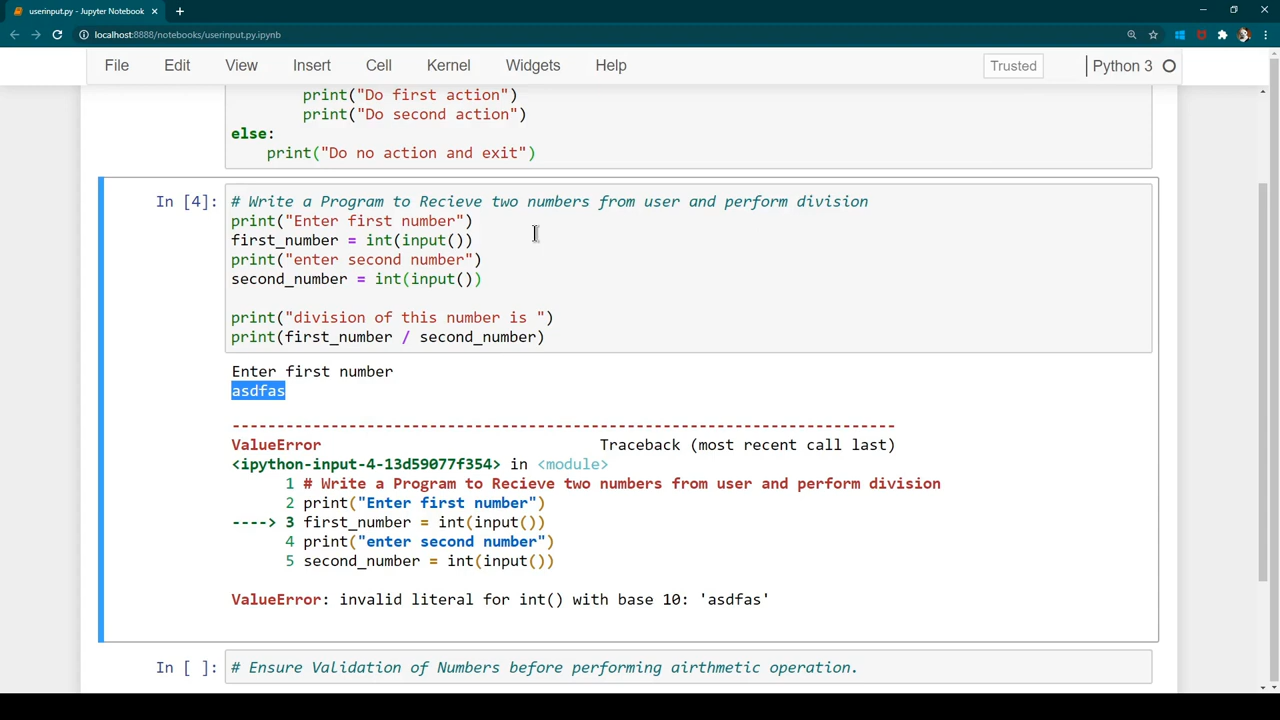 userinput.py - Jupyter Notebook
localhost:8888/notebooks/userinput.py.ipynb
File Edit View Insert Cell Kernel Widgets Help Trusted Python 3
print("Do first action")
print("Do second action")
else:
print("Do no action and exit")
In [4]: # Write a Program to Recieve two numbers from user and perform division
print("Enter first number")
first_number = int(input())
print("enter second number")
second_number = int(input())
print("division of this number is ")
print(first_number / second_number)
Enter first number
asdfas
---------------------------------------------------------------------------
ValueError Traceback (most recent call last)
<ipython-input-4-13d59077f354> in <module>
1 # Write a Program to Recieve two numbers from user and perform division
2 print("Enter first number")
----> 3 first_number = int(input())
4 print("enter second number")
5 second_number = int(input())
ValueError: invalid literal for int() with base 10: 'asdfas'
In [ ]: # Ensure Validation of Numbers before performing airthmetic operation.